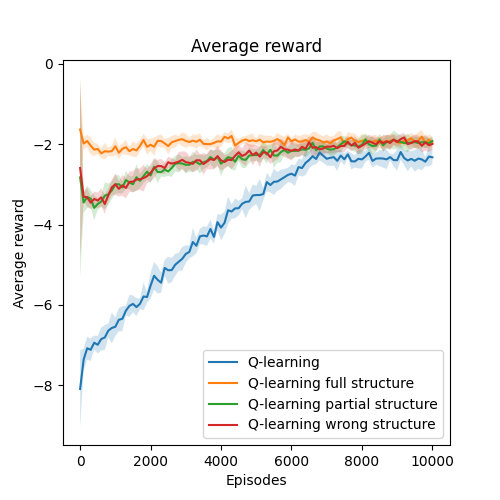 Average reward
0
−2
−4
−6
−8
Average reward
Q-learning
Q-learning full structure
Q-learning partial structure
Q-learning wrong structure
0 2000 4000 6000 8000 10000
Episodes